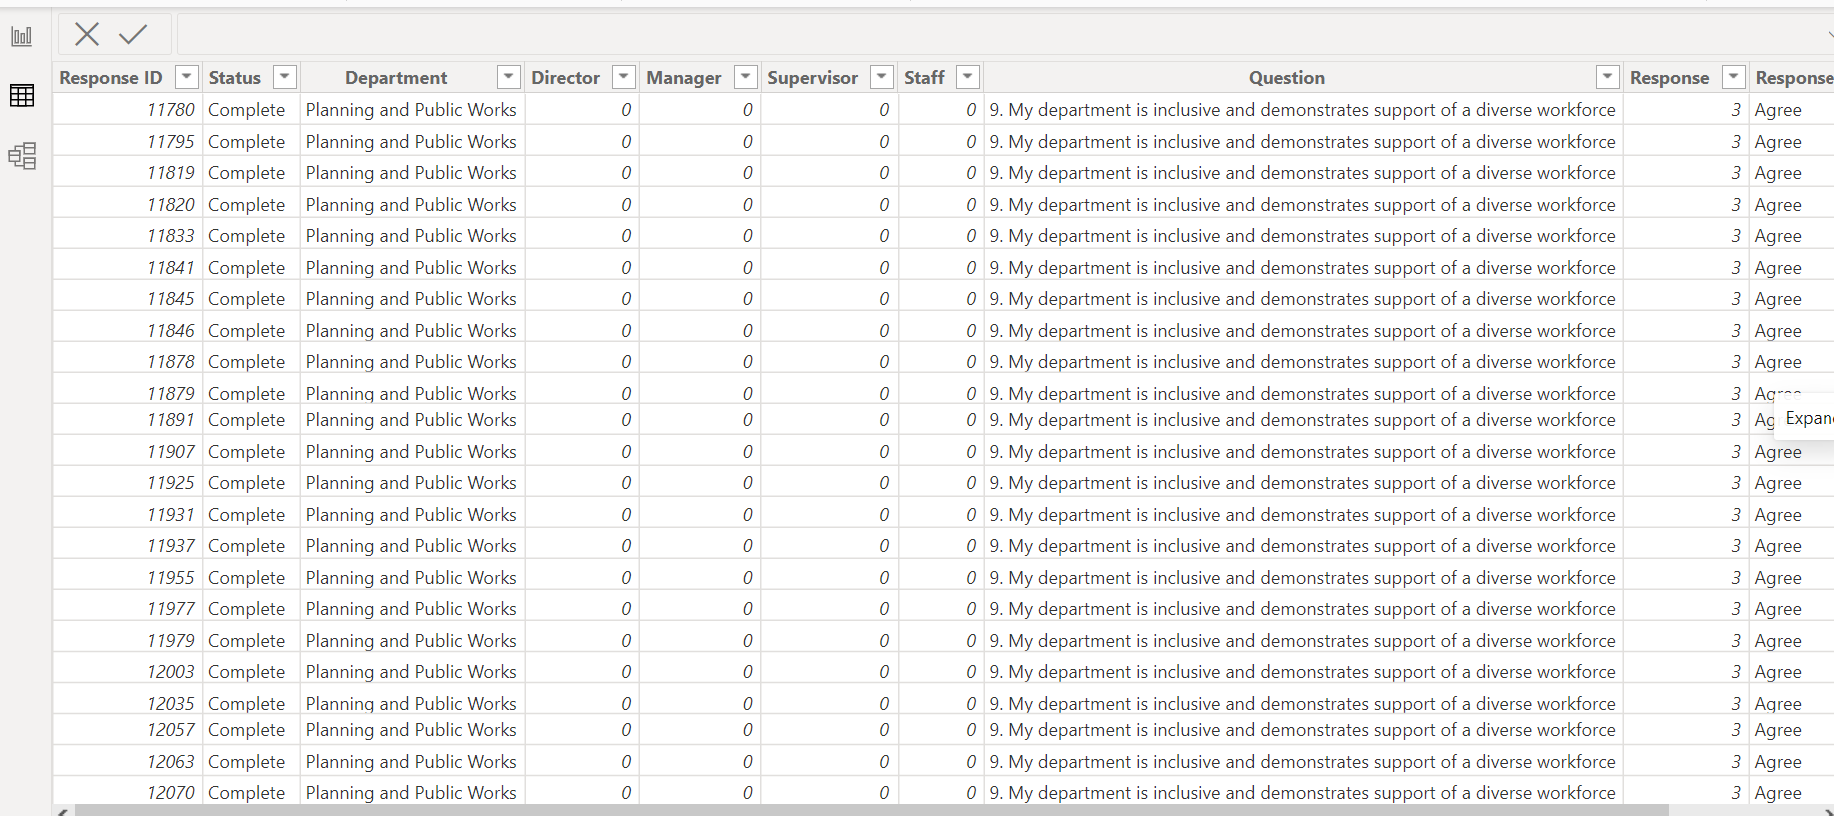 Response ID Status Department Director Manager Supervisor Staff Question Response Response
11780 Complete Planning and Public Works 0 0 0 0 9. My department is inclusive and demonstrates support of a diverse workforce 3 Agree
11795 Complete Planning and Public Works 0 0 0 0 9. My department is inclusive and demonstrates support of a diverse workforce 3 Agree
11819 Complete Planning and Public Works 0 0 0 0 9. My department is inclusive and demonstrates support of a diverse workforce 3 Agree
11820 Complete Planning and Public Works 0 0 0 0 9. My department is inclusive and demonstrates support of a diverse workforce 3 Agree
11833 Complete Planning and Public Works 0 0 0 0 9. My department is inclusive and demonstrates support of a diverse workforce 3 Agree
11841 Complete Planning and Public Works 0 0 0 0 9. My department is inclusive and demonstrates support of a diverse workforce 3 Agree
11845 Complete Planning and Public Works 0 0 0 0 9. My department is inclusive and demonstrates support of a diverse workforce 3 Agree
11846 Complete Planning and Public Works 0 0 0 0 9. My department is inclusive and demonstrates support of a diverse workforce 3 Agree
11878 Complete Planning and Public Works 0 0 0 0 9. My department is inclusive and demonstrates support of a diverse workforce 3 Agree
11879 Complete Planning and Public Works 0 0 0 0 9. My department is inclusive and demonstrates support of a diverse workforce 3 Agree
11891 Complete Planning and Public Works 0 0 0 0 9. My department is inclusive and demonstrates support of a diverse workforce 3 Ag Expan
11907 Complete Planning and Public Works 0 0 0 0 9. My department is inclusive and demonstrates support of a diverse workforce 3 Agree
11925 Complete Planning and Public Works 0 0 0 0 9. My department is inclusive and demonstrates support of a diverse workforce 3 Agree
11931 Complete Planning and Public Works 0 0 0 0 9. My department is inclusive and demonstrates support of a diverse workforce 3 Agree
11937 Complete Planning and Public Works 0 0 0 0 9. My department is inclusive and demonstrates support of a diverse workforce 3 Agree
11955 Complete Planning and Public Works 0 0 0 0 9. My department is inclusive and demonstrates support of a diverse workforce 3 Agree
11977 Complete Planning and Public Works 0 0 0 0 9. My department is inclusive and demonstrates support of a diverse workforce 3 Agree
11979 Complete Planning and Public Works 0 0 0 0 9. My department is inclusive and demonstrates support of a diverse workforce 3 Agree
12003 Complete Planning and Public Works 0 0 0 0 9. My department is inclusive and demonstrates support of a diverse workforce 3 Agree
12035 Complete Planning and Public Works 0 0 0 0 9. My department is inclusive and demonstrates support of a diverse workforce 3 Agree
12057 Complete Planning and Public Works 0 0 0 0 9. My department is inclusive and demonstrates support of a diverse workforce 3 Agree
12063 Complete Planning and Public Works 0 0 0 0 9. My department is inclusive and demonstrates support of a diverse workforce 3 Agree
12070 Complete Planning and Public Works 0 0 0 0 9. My department is inclusive and demonstrates support of a diverse workforce 3 Agree